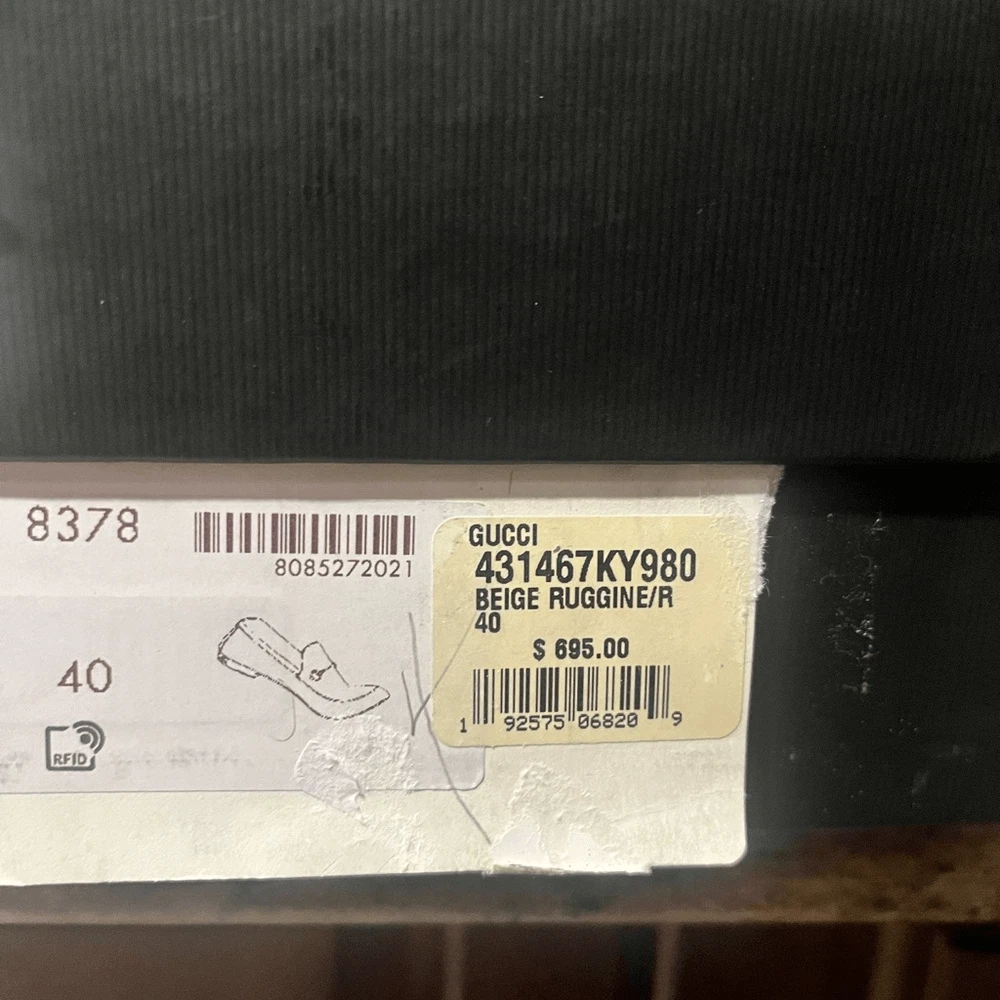 8378
8085272021
40
RFID
GUCCI
431467KY980
BEIGE RUGGINE/R
40
$ 695.00
1 92575 06820 9